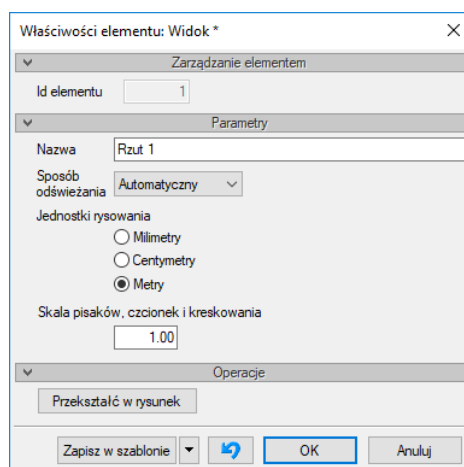 Właściwości elementu: Widok *
Zarządzanie elementem
Id elementu 1
Parametry
Nazwa Rzut 1
Sposób
odświeżania Automatyczny
Jednostki rysowania
Milimetry
Centymetry
Metry
Skala pisaków, czcionek i kreskowania
1.00
Operacje
Przekształć w rysunek
Zapisz w szablonie OK Anuluj